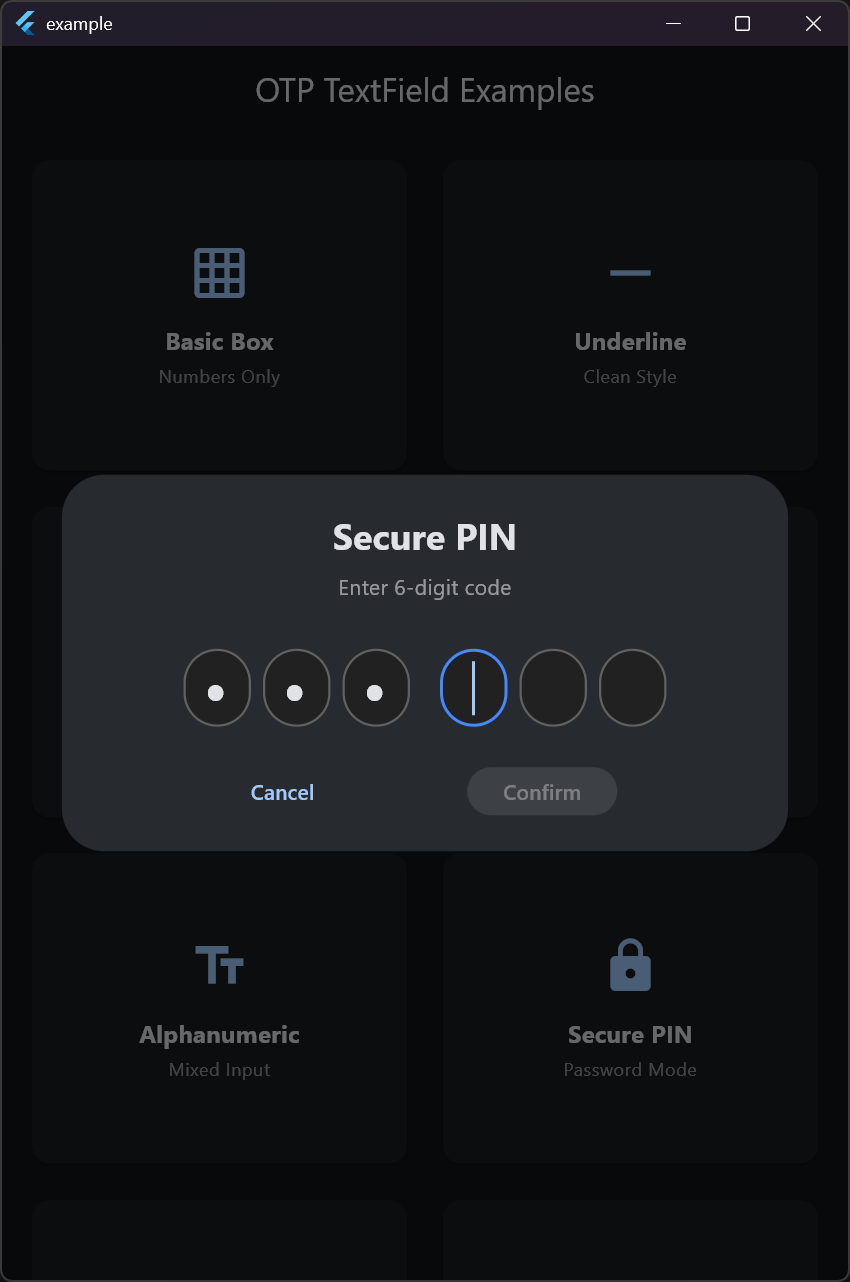 example
OTP TextField Examples
Basic Box
Numbers Only
Underline
Clean Style
Secure PIN
Enter 6-digit code
Cancel
Confirm
Alphanumeric
Mixed Input
Secure PIN
Password Mode